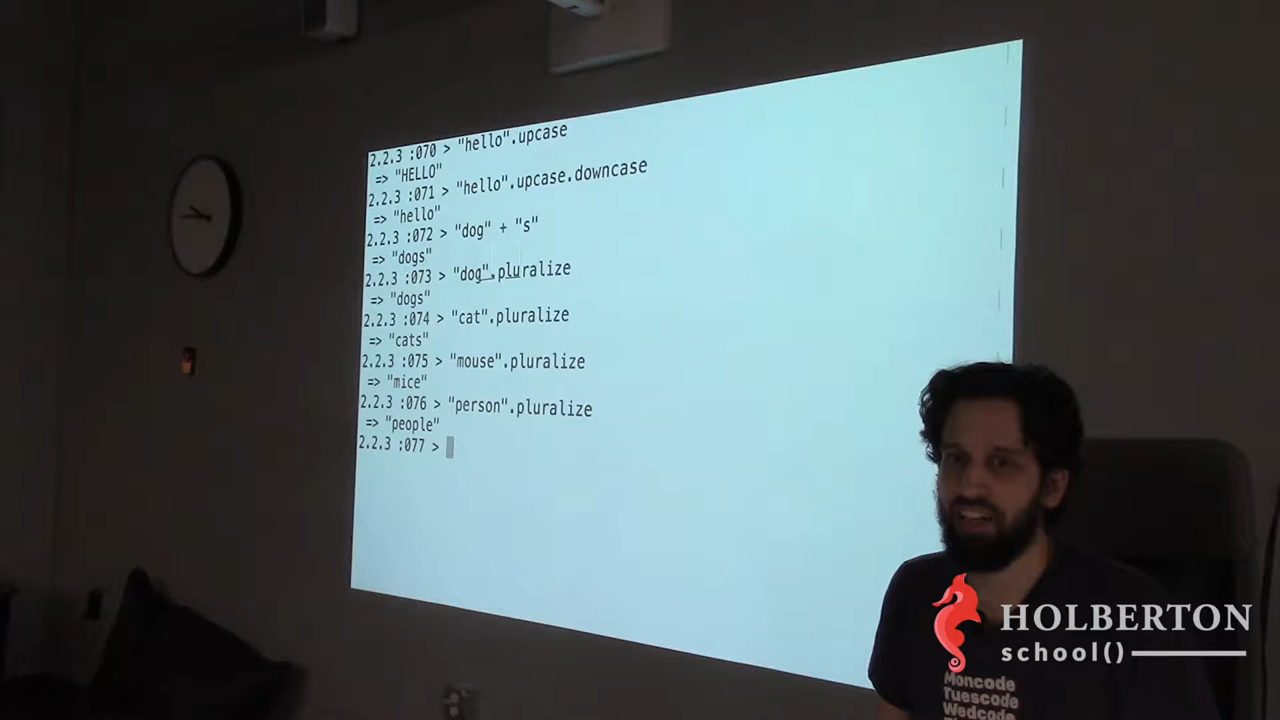 2.2.3 :070 > "hello".upcase
=> "HELLO"
2.2.3 :071 > "hello".upcase.downcase
=> "hello"
2.2.3 :072 > "dog" + "s"
=> "dogs"
2.2.3 :073 > "dog".pluralize
=> "dogs"
2.2.3 :074 > "cat".pluralize
=> "cats"
2.2.3 :075 > "mouse".pluralize
=> "mice"
2.2.3 :076 > "person".pluralize
=> "people"
2.2.3 :077 >
HOLBERTON
school()
Moncode
Tuescode
Wedcode